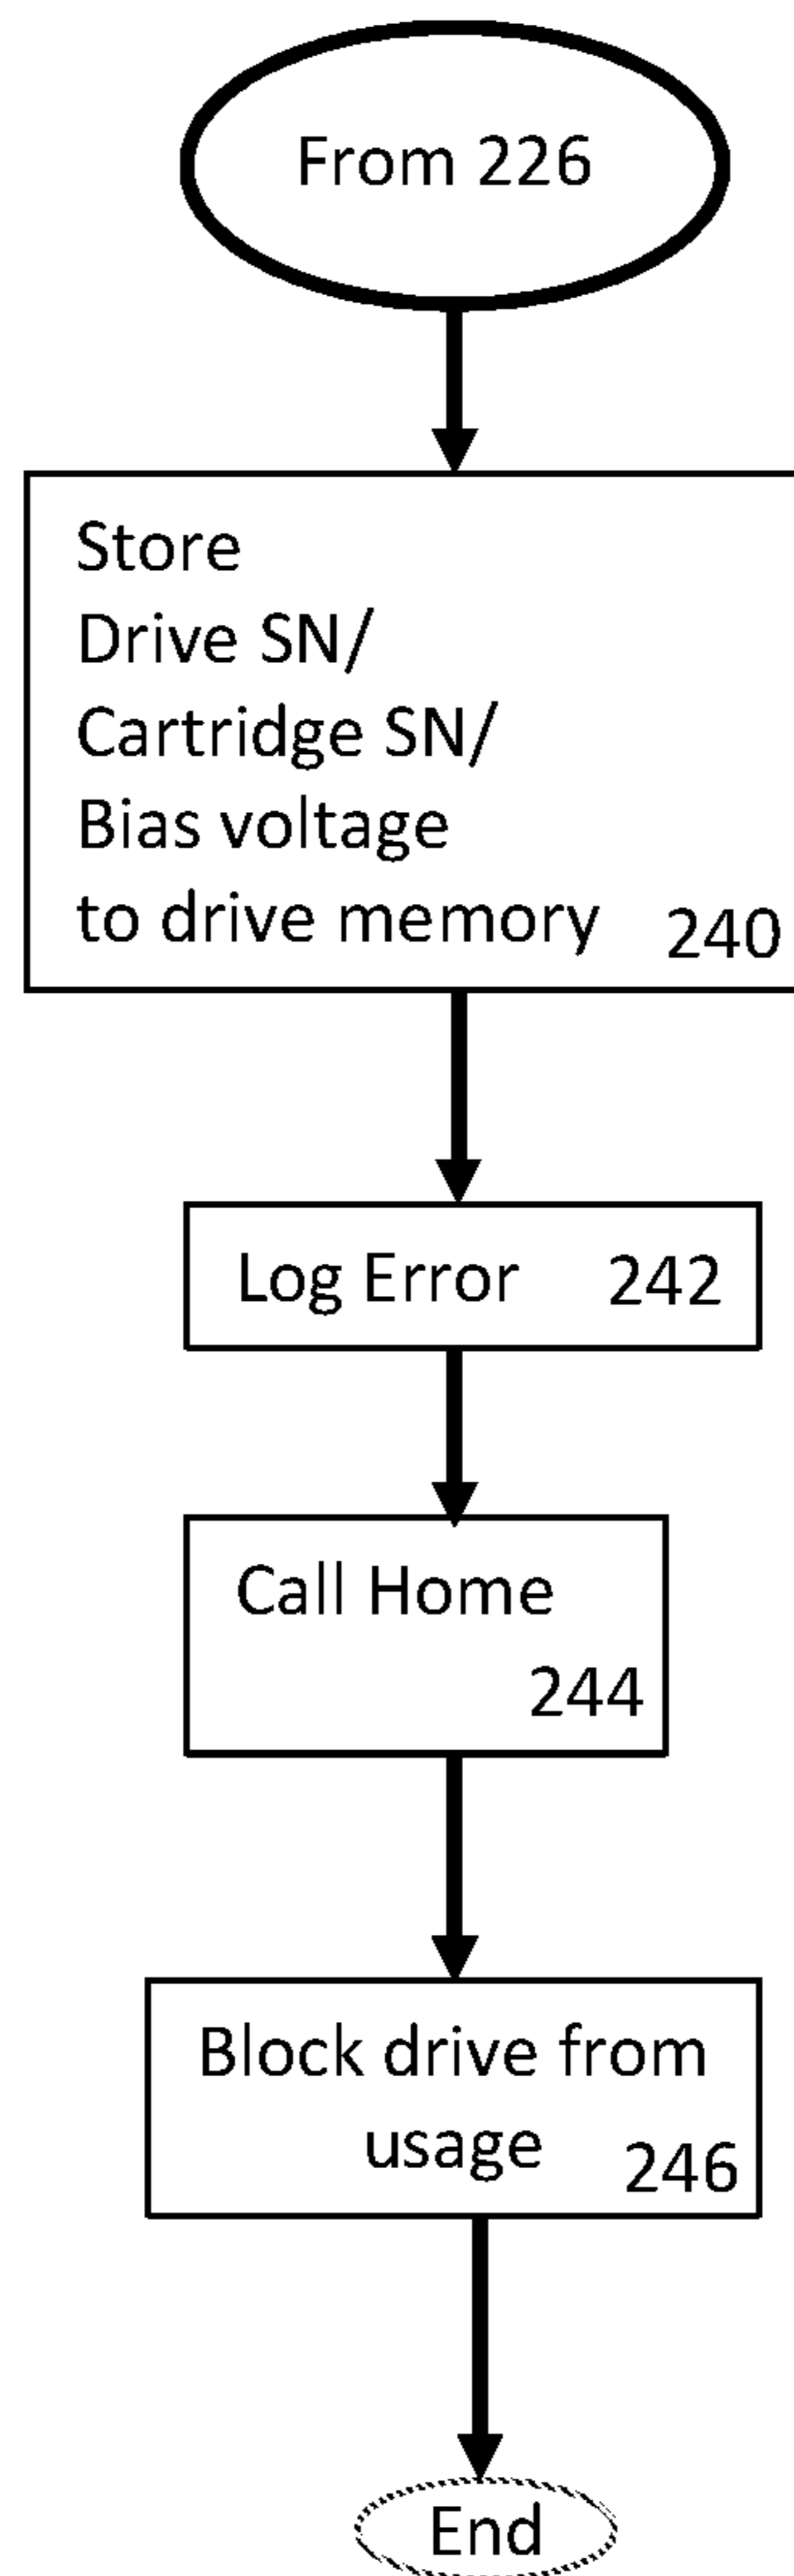 From 226
Store
Drive SN/
Cartridge SN/
Bias voltage
to drive memory 240
Log Error 242
Call Home
244
Block drive from
usage 246
End